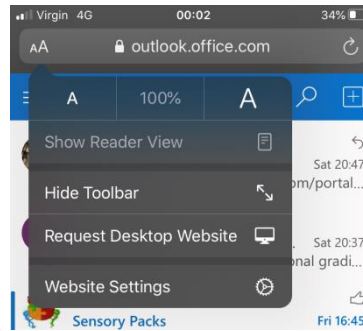 Virgin 4G 00:02 34%
AA outlook.office.com
A 100% A
Show Reader View
Sat 20:47
om/portal...
Hide Toolbar
Request Desktop Website
Sat 20:37
onal gradi...
Website Settings
Sensory Packs Fri 16:45